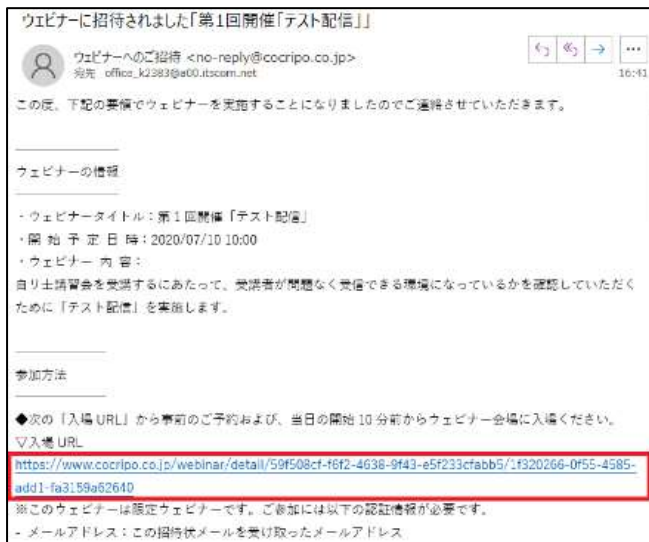 ウェビナーに招待されました「第1回開催「テスト配信」」
ウェビナーへのご招待 <no-reply@cocripo.co.jp>
宛先 office_k2383@a00.itscom.net
16:41
この度、下記の要領でウェビナーを実施することになりましたのでご連絡させていただきます。
ウェビナーの情報
・ウェビナータイトル：第１回開催「テスト配信」
・開 始 予 定 日 時：2020/07/10 10:00
・ウェビナー 内 容：
自リ士講習会を受講するにあたって、受講者が問題なく受信できる環境になっているかを確認していただく
ために「テスト配信」を実施します。
参加方法
◆次の「入場 URL」から事前のご予約および、当日の開始 10 分前からウェビナー会場に入場ください。
▽入場 URL
https://www.cocripo.co.jp/webinar/detail/59f508cf-f6f2-4638-9f43-e5f233cfabb5/1f320266-0f55-4585-
add1-fa3159a62640
※このウェビナーは限定ウェビナーです。ご参加には以下の認証情報が必要です。
- メールアドレス：この招待状メールを受け取ったメールアドレス